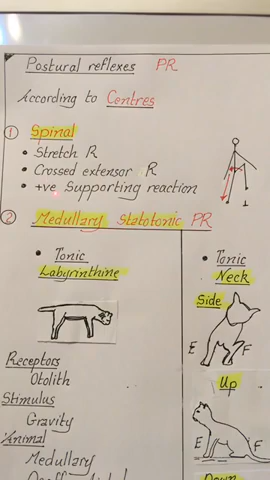 Postural reflexes PR
According to Centres
① Spinal
• Stretch R
• Crossed extensor R
• +ve Supporting reaction
② Medullary Statotonic PR
• Tonic
Labyrinthine
Receptors
Otolith
Stimulus
Gravity
Animal
Medullary
• Tonic
Neck
Side
E F
Up
E F
Down